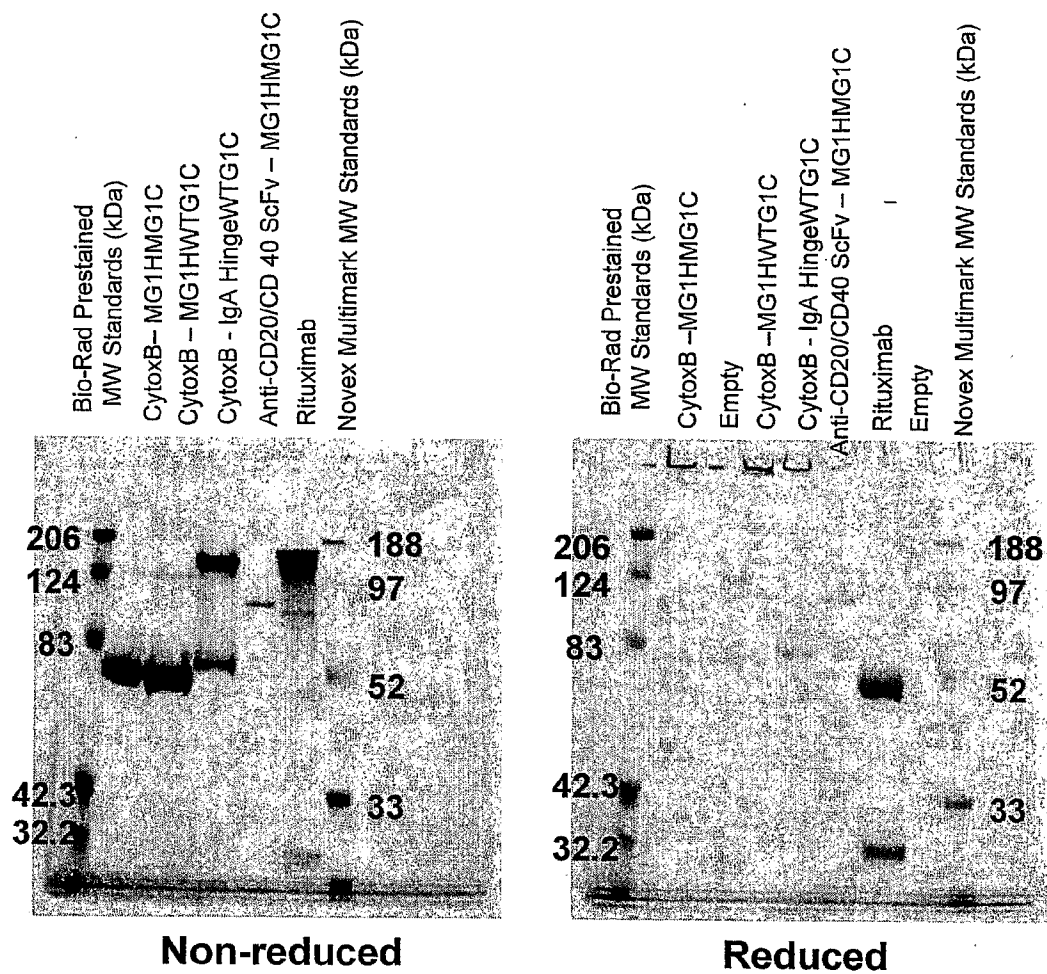 Bio-Rad Prestained
MW Standards (kDa)
CytoxB– MG1HMG1C
CytoxB – MG1HWTG1C
CytoxB - IgA HingeWTG1C
Anti-CD20/CD 40 ScFv – MG1HMG1C
Rituximab
Novex Multimark MW Standards (kDa)
206
124
83
42.3
32.2
188
97
52
33
Non-reduced
Bio-Rad Prestained
MW Standards (kDa)
CytoxB –MG1HMG1C
Empty
CytoxB –MG1HWTG1C
CytoxB - IgA HingeWTG1C
Anti-CD20/CD40 ScFv – MG1HMG1C
Rituximab
Empty
Novex Multimark MW Standards (kDa)
206
124
83
42.3
32.2
188
97
52
33
Reduced